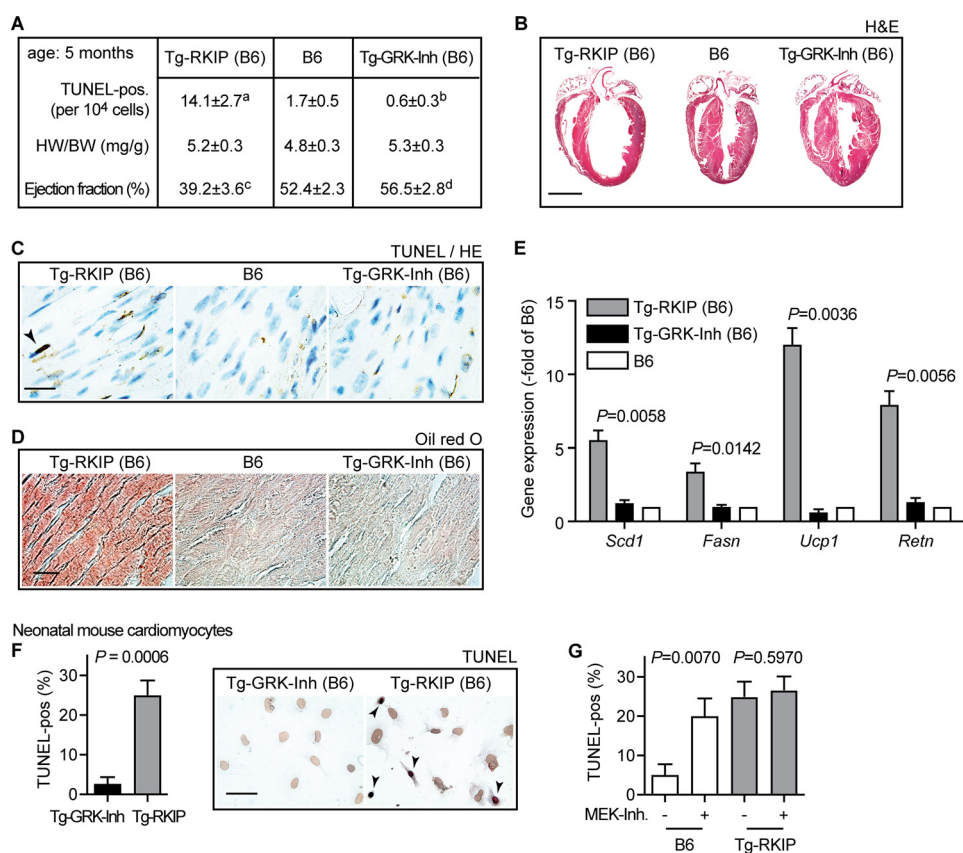 A
age: 5 months Tg-RKIP (B6) B6 Tg-GRK-Inh (B6)
TUNEL-pos.
(per 10⁴ cells) 14.1±2.7ᵃ 1.7±0.5 0.6±0.3ᵇ
HW/BW (mg/g) 5.2±0.3 4.8±0.3 5.3±0.3
Ejection fraction (%) 39.2±3.6ᶜ 52.4±2.3 56.5±2.8ᵈ
B
H&E
Tg-RKIP (B6) B6 Tg-GRK-Inh (B6)
C
TUNEL / HE
Tg-RKIP (B6) B6 Tg-GRK-Inh (B6)
D
Oil red O
Tg-RKIP (B6) B6 Tg-GRK-Inh (B6)
E
Gene expression (-fold of B6)
15
10
5
0
Tg-RKIP (B6)
Tg-GRK-Inh (B6)
B6
P=0.0058
P=0.0142
P=0.0036
P=0.0056
Scd1 Fasn Ucp1 Retn
Neonatal mouse cardiomyocytes
F
P = 0.0006
TUNEL-pos (%)
30
20
10
0
Tg-GRK-Inh Tg-RKIP
TUNEL
Tg-GRK-Inh (B6) Tg-RKIP (B6)
G
P=0.0070 P=0.5970
TUNEL-pos (%)
30
20
10
0
MEK-Inh. - + - +
B6 Tg-RKIP